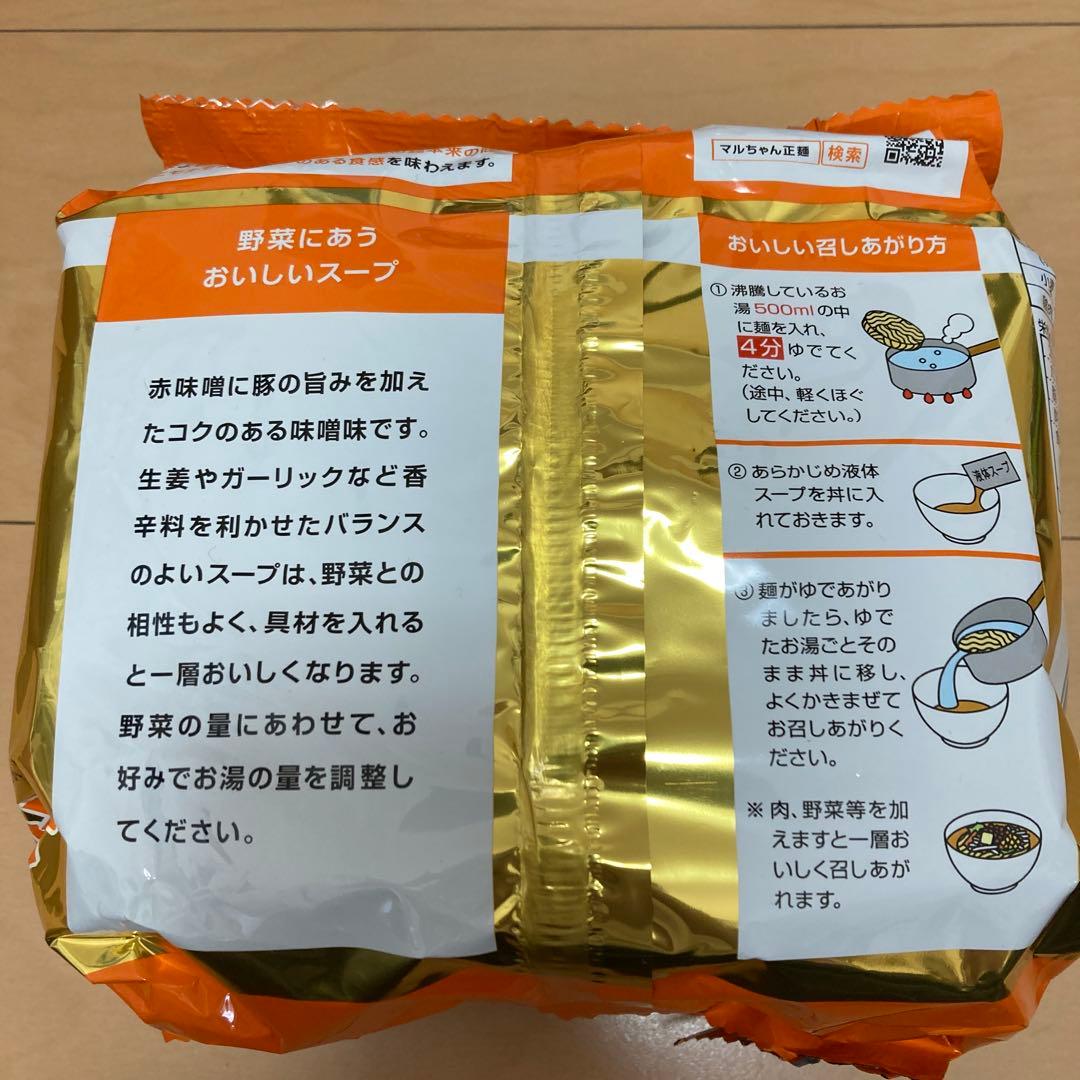 本来の
のある食感を味わえます。
マルちゃん正麺 検索
野菜にあう
おいしいスープ
赤味噌に豚の旨みを加え
たコクのある味噌味です。
生姜やガーリックなど香
辛料を利かせたバランス
のよいスープは、野菜との
相性もよく、具材を入れる
と一層おいしくなります。
野菜の量にあわせて、お
好みでお湯の量を調整し
てください。
おいしい召しあがり方
① 沸騰しているお
湯500mlの中
に麺を入れ、
4分ゆでてく
ださい。
(途中、軽くほぐ
してください。)
② あらかじめ液体
スープを丼に入
れておきます。
液体スープ
③ 麺がゆであがり
ましたら、ゆで
たお湯ごとその
まま丼に移し、
よくかきまぜて
お召しあがりく
ださい。
※ 肉、野菜等を加
えますと一層お
いしく召しあが
れます。